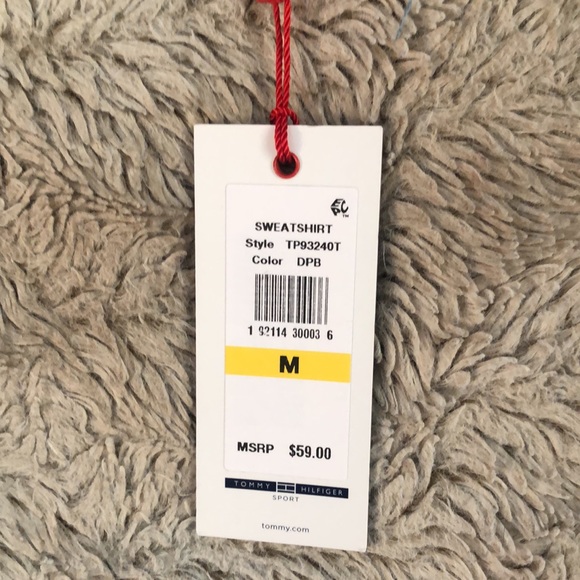 SWEATSHIRT
Style TP93240T
Color DPB
1 92114 30003 6
M
MSRP $59.00
TOMMY HILFIGER
SPORT
tommy.com